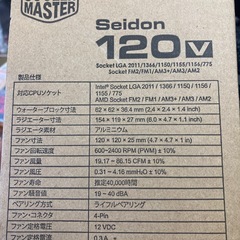 MASTER
Seidon
120V
Socket LGA 2011/1366/1150/1155/1156/775
Socket FM2/FM1/AM3+/AM3/AM2
製品仕様
対応CPUソケット Intel® Socket LGA 2011 / 1366 / 1150 / 1155 / 1156 / 775
AMD Socket FM2 / FM1 / AM3+ / AM3 / AM2
ウォーターブロック寸法 62 x 62 x 36.4 mm (2.4 x 2.4 x 1.4 inch)
ラジエーター寸法 154 x 119 x 27 mm (6.0 x 4.7 x 1.1 inch)
ラジエータ素材 アルミニウム
ファン寸法 120 x 120 x 25 mm (4.7 x 4.7 x 1 in)
ファン回転速度 600~2400 RPM (PWM) ± 10%
ファン風量 19.17 ~ 86.15 CFM ± 10%
ファン風圧 0.31 ~ 4.16 mmH₂O ± 10%
ファン寿命 推定40,000時間
ファン騒音値 19 ~ 40 dBA
ベアリング方式 ライフルベアリング
ファン・コネクタ 4-Pin
ファン定格電圧 12 VDC
ファン定格電流 0.3A